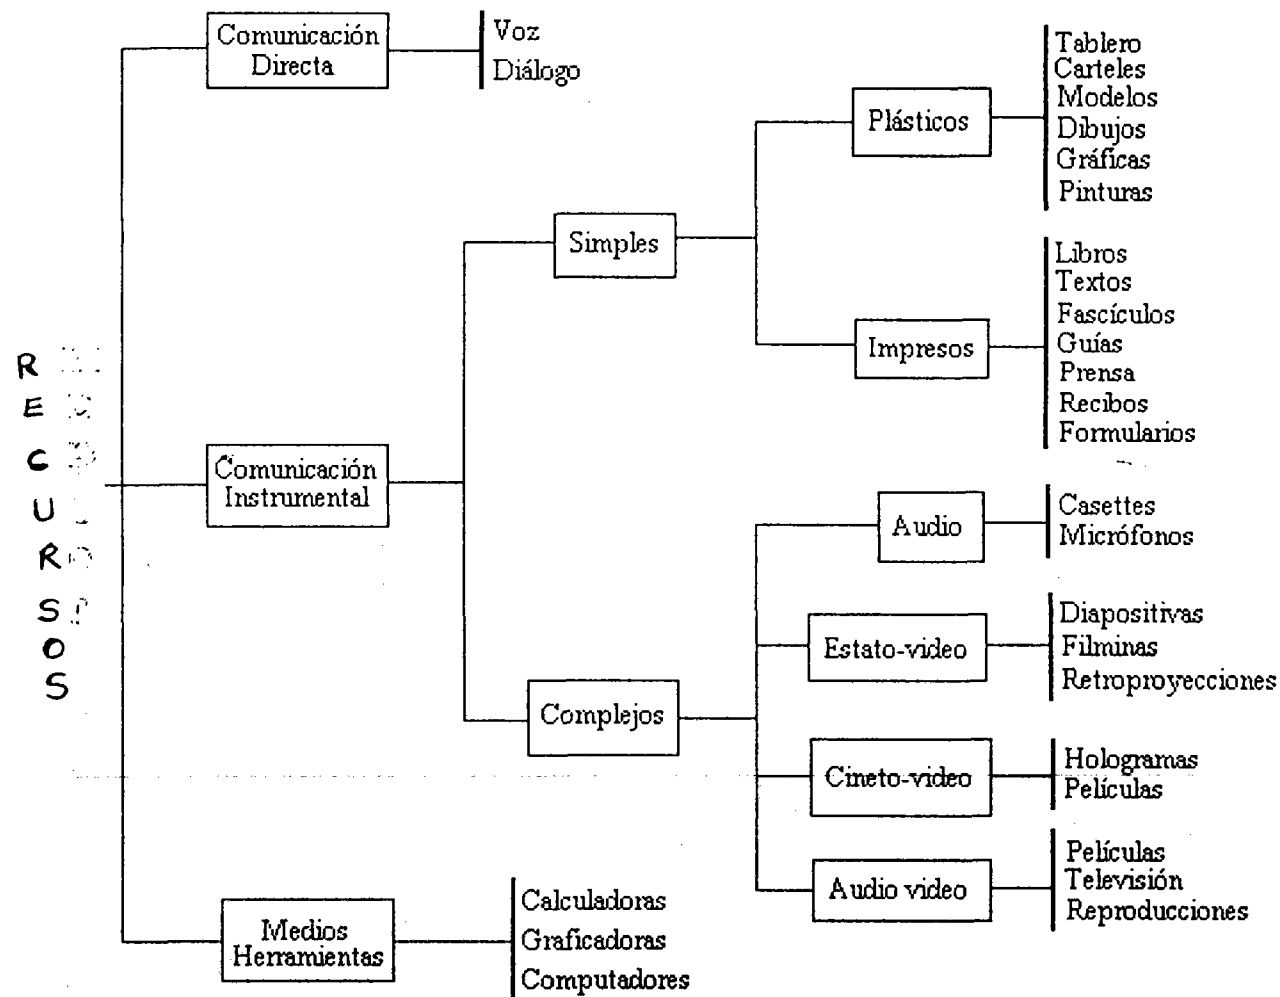 RECURSOS
Comunicación
Directa
Voz
Diálogo
Comunicación
Instrumental
Simples
Plásticos
Tablero
Carteles
Modelos
Dibujos
Gráficas
Pinturas
Impresos
Libros
Textos
Fascículos
Guías
Prensa
Recibos
Formularios
Complejos
Audio
Casettes
Micrófonos
Estato-video
Diapositivas
Filminas
Retroproyecciones
Cineto-video
Hologramas
Películas
Audio video
Películas
Televisión
Reproducciones
Medios
Herramientas
Calculadoras
Graficadoras
Computadores